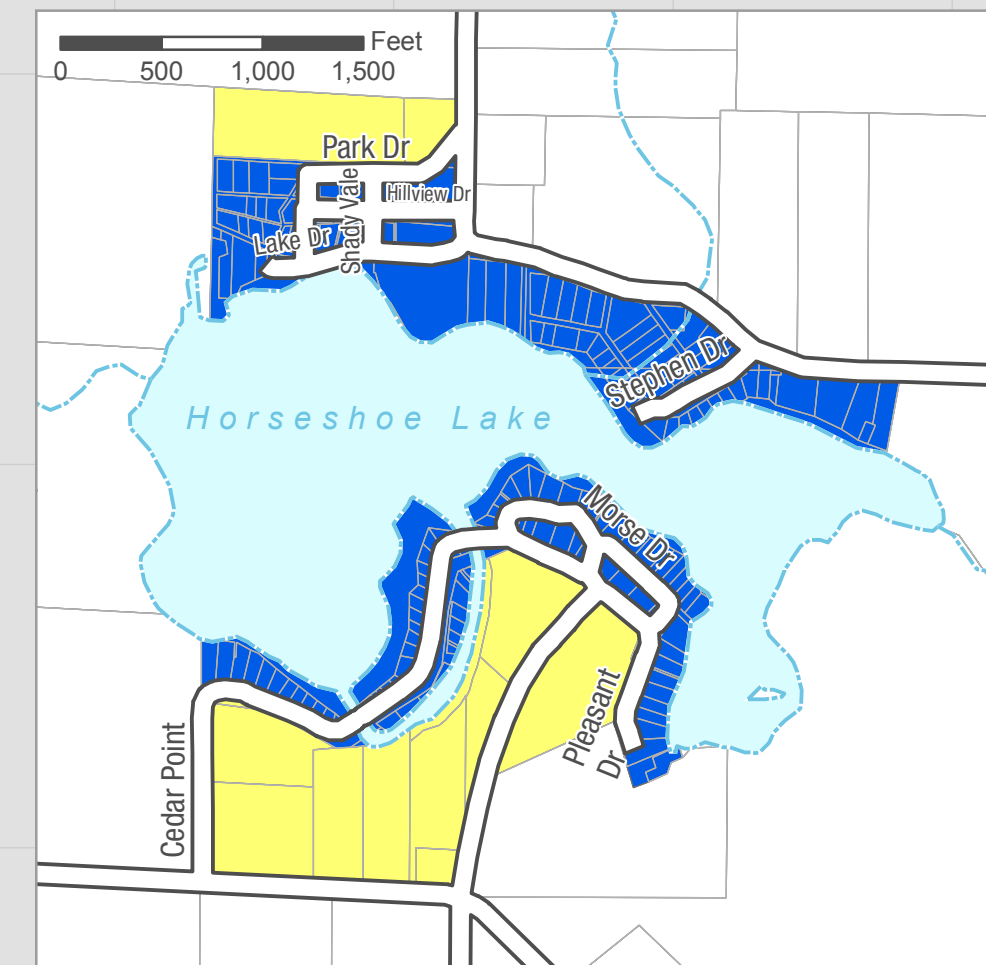 Feet
0 500 1,000 1,500
Park Dr
Shady Vale
Hillview Dr
Lake Dr
Stephen Dr
Horseshoe Lake
Morse Dr
Pleasant
Dr
Cedar Point